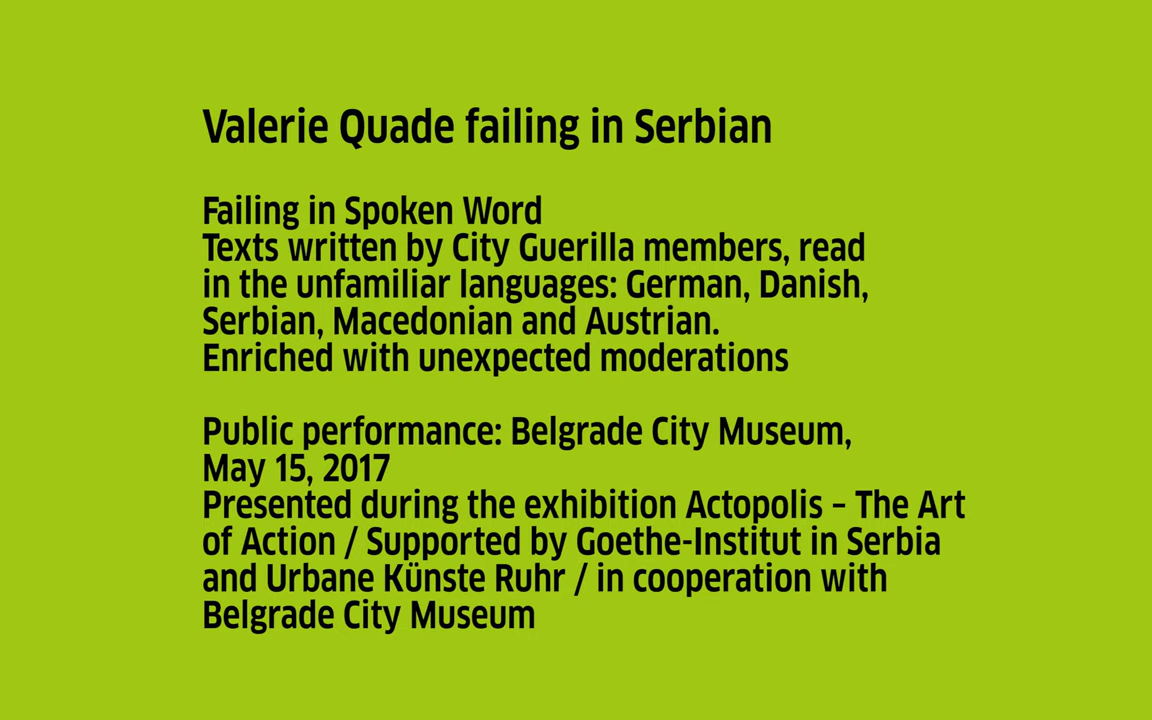 Valerie Quade failing in Serbian
Failing in Spoken Word
Texts written by City Guerilla members, read
in the unfamiliar languages: German, Danish,
Serbian, Macedonian and Austrian.
Enriched with unexpected moderations
Public performance: Belgrade City Museum,
May 15, 2017
Presented during the exhibition Actopolis – The Art
of Action / Supported by Goethe-Institut in Serbia
and Urbane Künste Ruhr / in cooperation with
Belgrade City Museum